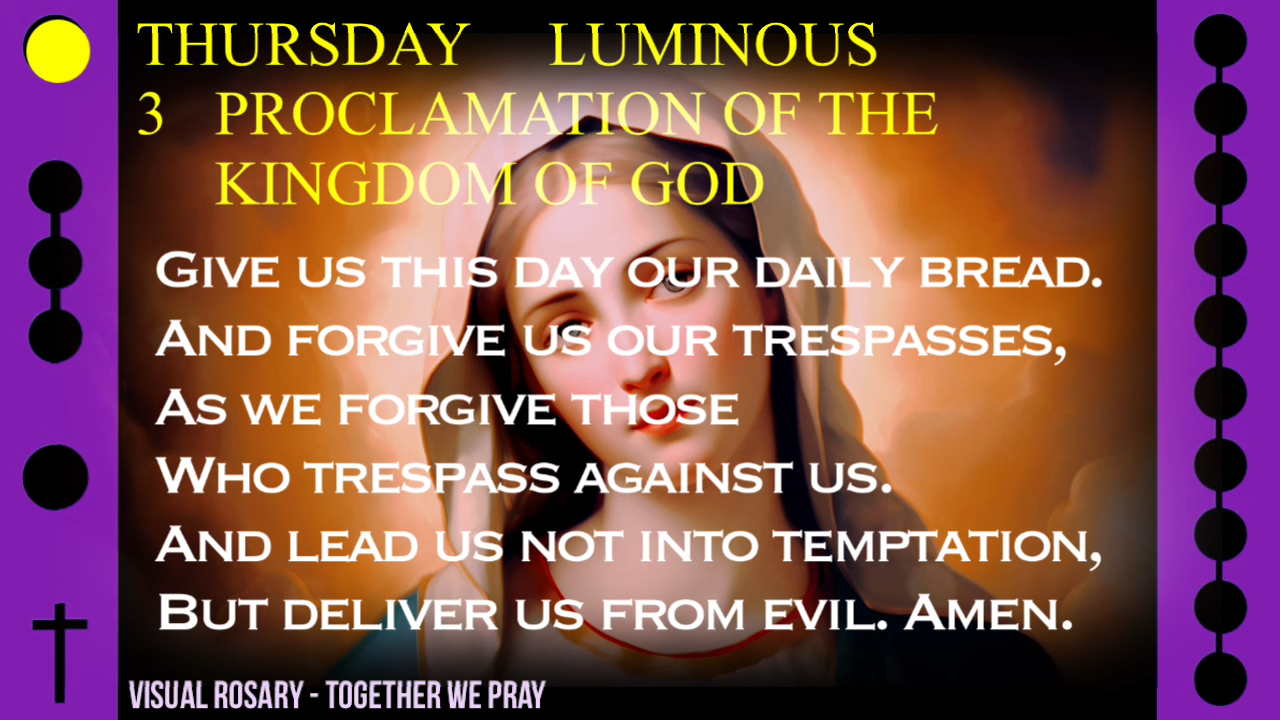 THURSDAY LUMINOUS
3 PROCLAMATION OF THE
KINGDOM OF GOD
GIVE US THIS DAY OUR DAILY BREAD.
AND FORGIVE US OUR TRESPASSES,
AS WE FORGIVE THOSE
WHO TRESPASS AGAINST US.
AND LEAD US NOT INTO TEMPTATION,
BUT DELIVER US FROM EVIL. AMEN.
VISUAL ROSARY - TOGETHER WE PRAY